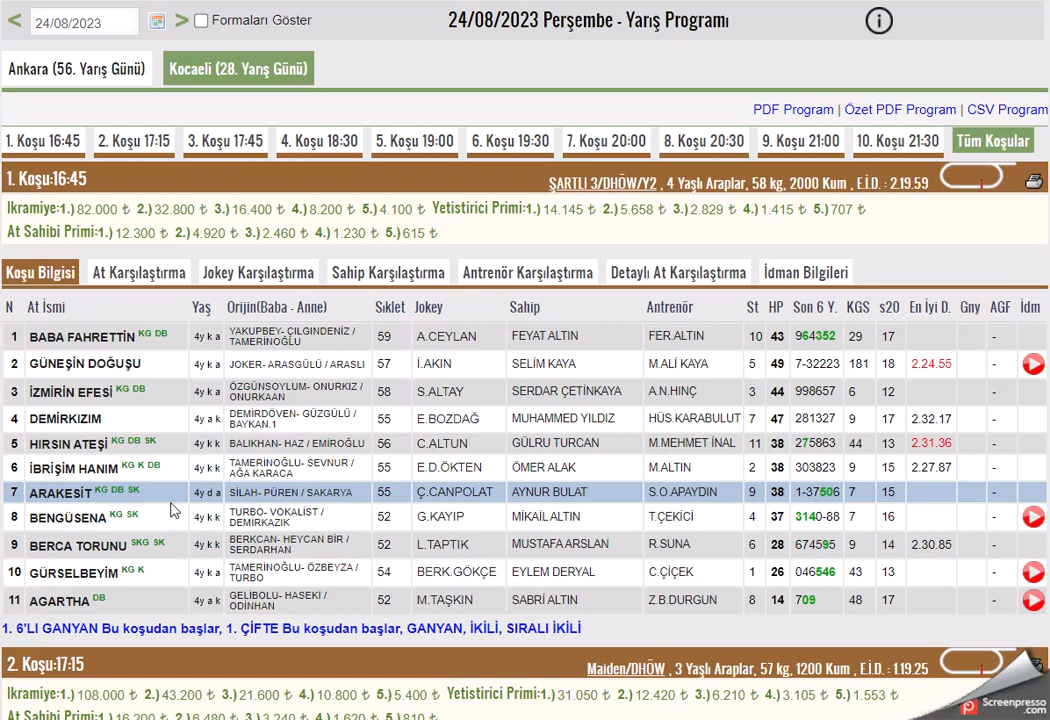 < 24/08/2023 > Formaları Göster 24/08/2023 Perşembe - Yarış Programı i
Ankara (56. Yarış Günü) Kocaeli (28. Yarış Günü)
PDF Program | Özet PDF Program | CSV Program
1. Koşu 16:45 2. Koşu 17:15 3. Koşu 17:45 4. Koşu 18:30 5. Koşu 19:00 6. Koşu 19:30 7. Koşu 20:00 8. Koşu 20:30 9. Koşu 21:00 10. Koşu 21:30 Tüm Koşular
1. Koşu:16:45 ŞARTLI 3/DHÖW/Y2 , 4 Yaşlı Araplar, 58 kg, 2000 Kum , E.İ.D. : 2.19.59
İkramiye:1.) 82.000 ₺ 2.) 32.800 ₺ 3.) 16.400 ₺ 4.) 8.200 ₺ 5.) 4.100 ₺ Yetistirici Primi:1.) 14.145 ₺ 2.) 5.658 ₺ 3.) 2.829 ₺ 4.) 1.415 ₺ 5.) 707 ₺
At Sahibi Primi:1.) 12.300 ₺ 2.) 4.920 ₺ 3.) 2.460 ₺ 4.) 1.230 ₺ 5.) 615 ₺
Koşu Bilgisi At Karşılaştırma Jokey Karşılaştırma Sahip Karşılaştırma Antrenör Karşılaştırma Detaylı At Karşılaştırma İdman Bilgileri
N At İsmi Yaş Orijin(Baba - Anne) Sıklet Jokey Sahip Antrenör St HP Son 6 Y. KGS s20 En İyi D. Gny AGF İdm
1 BABA FAHRETTİN KG DB 4y k a YAKUPBEY- ÇILGINDENİZ / TAMERİNOĞLU 59 A.CEYLAN FEYAT ALTIN FER.ALTIN 10 43 964352 29 17 -
2 GÜNEŞİN DOĞUŞU 4y k a JOKER- ARASGÜLÜ / ARASLI 57 İ.AKIN SELİM KAYA M.ALİ KAYA 5 49 7-32223 181 18 2.24.55 -
3 İZMİRİN EFESİ KG DB 4y k a ÖZGÜNSOYLUM- ONURKIZ / ONURKAAN 58 S.ALTAY SERDAR ÇETİNKAYA A.N.HINÇ 3 44 998657 6 12 -
4 DEMİRKIZIM 4y a k DEMİRDÖVEN- GÜZGÜLÜ / BAYKAN.1 55 E.BOZDAĞ MUHAMMED YILDIZ HÜS.KARABULUT 7 47 281327 9 17 2.32.17 -
5 HIRSIN ATEŞİ KG DB SK 4y k k BALIKHAN- HAZ / EMİROĞLU 56 C.ALTUN GÜLRU TURCAN M.MEHMET İNAL 11 38 275863 44 13 2.31.36 -
6 İBRİŞİM HANIM KG K DB 4y k k TAMERİNOĞLU- SEVNUR / AĞA KARACA 55 E.D.ÖKTEN ÖMER ALAK M.ALTIN 2 38 303823 9 15 2.27.87 -
7 ARAKESİT KG DB SK 4y d a SİLAH- PÜREN / SAKARYA 55 Ç.CANPOLAT AYNUR BULAT S.O.APAYDIN 9 38 1-37506 7 15 -
8 BENGÜSENA KG SK 4y k k TURBO- VOKALİST / DEMİRKAZIK 52 G.KAYIP MİKAİL ALTIN T.ÇEKİCİ 4 37 3140-88 7 16 -
9 BERCA TORUNU SKG SK 4y k k BERKCAN- HEYCAN BİR / SERDARHAN 52 L.TAPTIK MUSTAFA ARSLAN R.SUNA 6 28 674595 9 14 2.30.85 -
10 GÜRSELBEYİM KG K 4y k a TAMERİNOĞLU- ÖZBEYZA / TURBO 54 BERK.GÖKÇE EYLEM DERYAL C.ÇİÇEK 1 26 046546 43 13 -
11 AGARTHA DB 4y a k GELİBOLU- HASEKİ / ODİNHAN 52 M.TAŞKIN SABRİ ALTIN Z.B.DURGUN 8 14 709 48 17 -
1. 6'LI GANYAN Bu koşudan başlar, 1. ÇİFTE Bu koşudan başlar, GANYAN, İKİLİ, SIRALI İKİLİ
2. Koşu:17:15 Maiden/DHÖW , 3 Yaşlı Araplar, 57 kg, 1200 Kum , E.İ.D. : 1.19.25
İkramiye:1.) 108.000 ₺ 2.) 43.200 ₺ 3.) 21.600 ₺ 4.) 10.800 ₺ 5.) 5.400 ₺ Yetistirici Primi:1.) 31.050 ₺ 2.) 12.420 ₺ 3.) 6.210 ₺ 4.) 3.105 ₺ 5.) 1.553 ₺
At Sahibi Primi:1.) 16.200 ₺ 2.) 6.480 ₺ 3.) 3.240 ₺ 4.) 1.620 ₺ 5.) 810 ₺
Screenpresso
.com